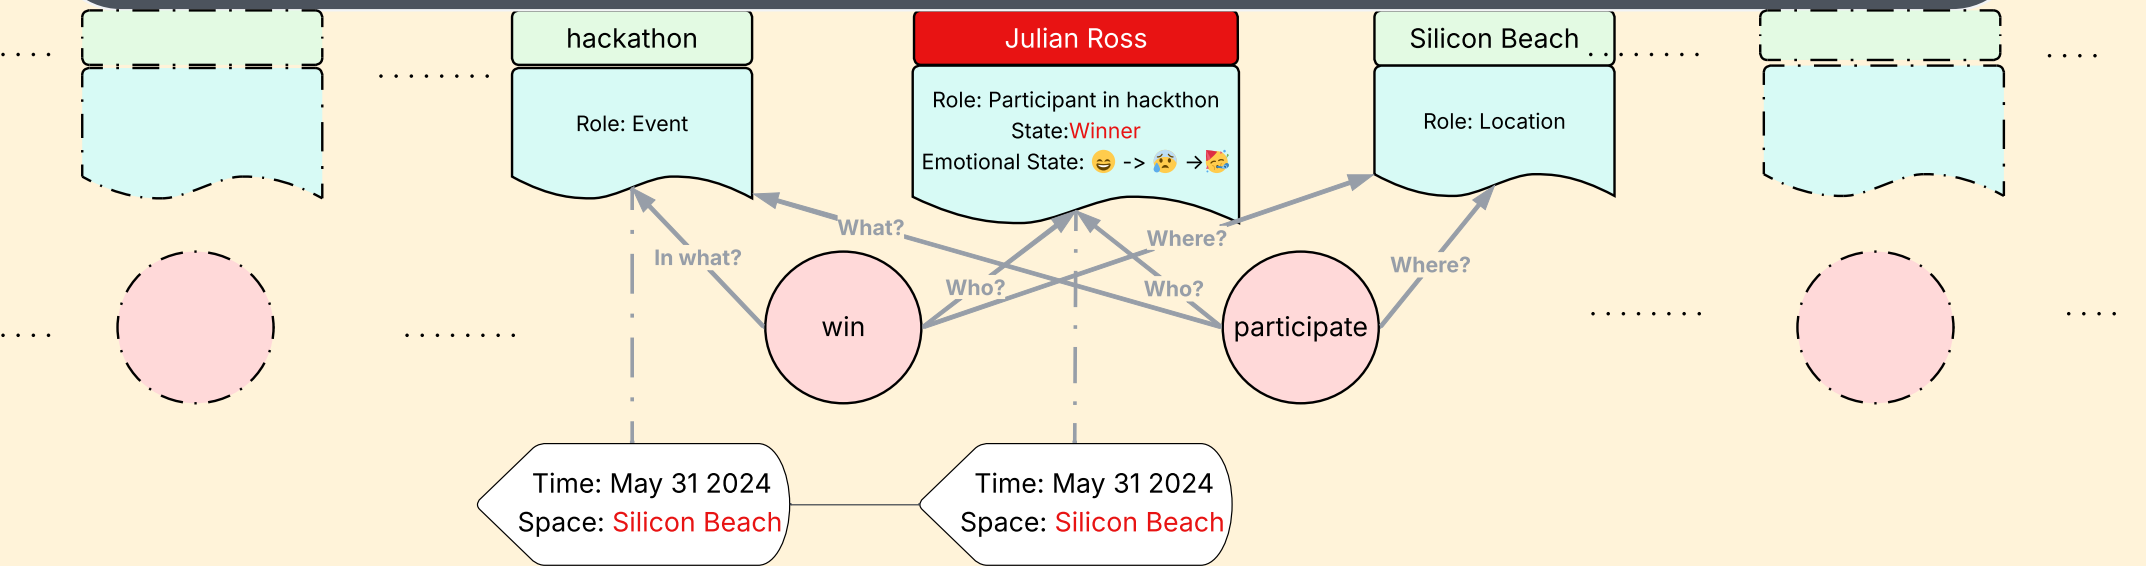 hackathon
Julian Ross
Silicon Beach
Role: Event
Role: Participant in hackthon
State:Winner
Emotional State: 😄 -> 😰 →🥳
Role: Location
What?
Where?
In what?
Where?
Who?
Who?
win
participate
Time: May 31 2024
Space: Silicon Beach
Time: May 31 2024
Space: Silicon Beach